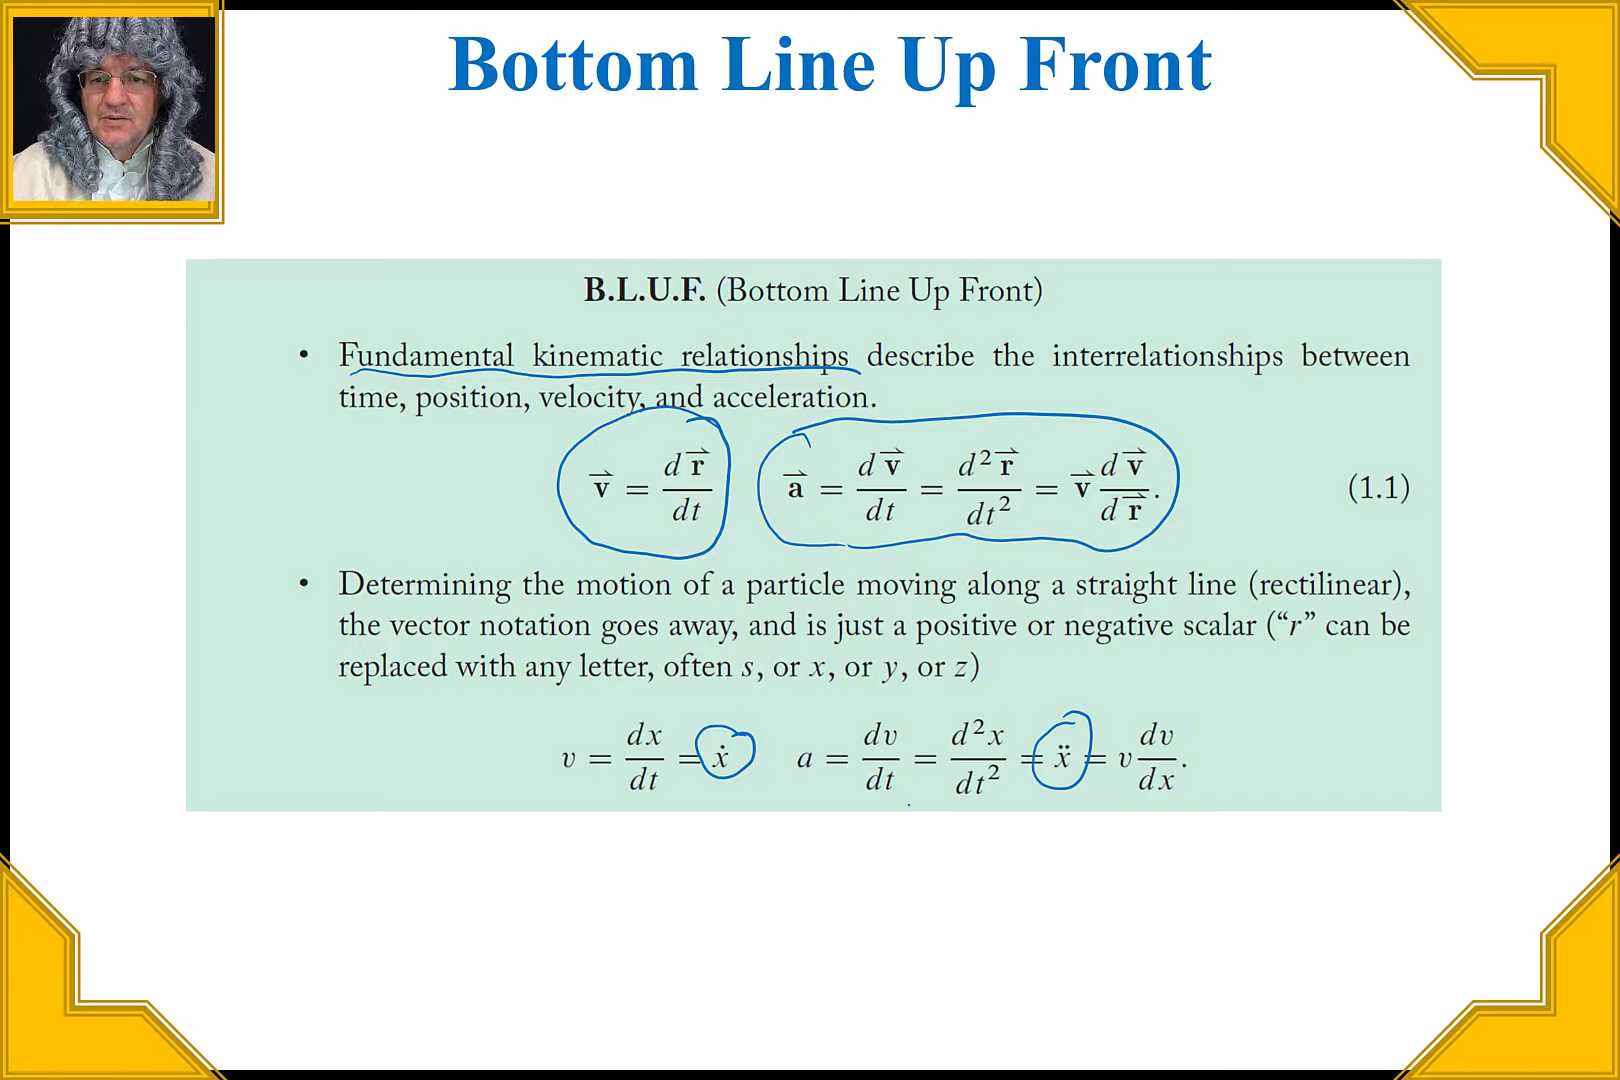 Bottom Line Up Front
B.L.U.F. (Bottom Line Up Front)
• Fundamental kinematic relationships describe the interrelationships between
time, position, velocity, and acceleration.
v⃗ = d r⃗ / dt    a⃗ = d v⃗ / dt = d² r⃗ / dt² = v⃗ d v⃗ / d r⃗ .    (1.1)
• Determining the motion of a particle moving along a straight line (rectilinear),
the vector notation goes away, and is just a positive or negative scalar (“r” can be
replaced with any letter, often s, or x, or y, or z)
v = dx / dt = ẋ    a = dv / dt = d²x / dt² = ẍ = v dv / dx .